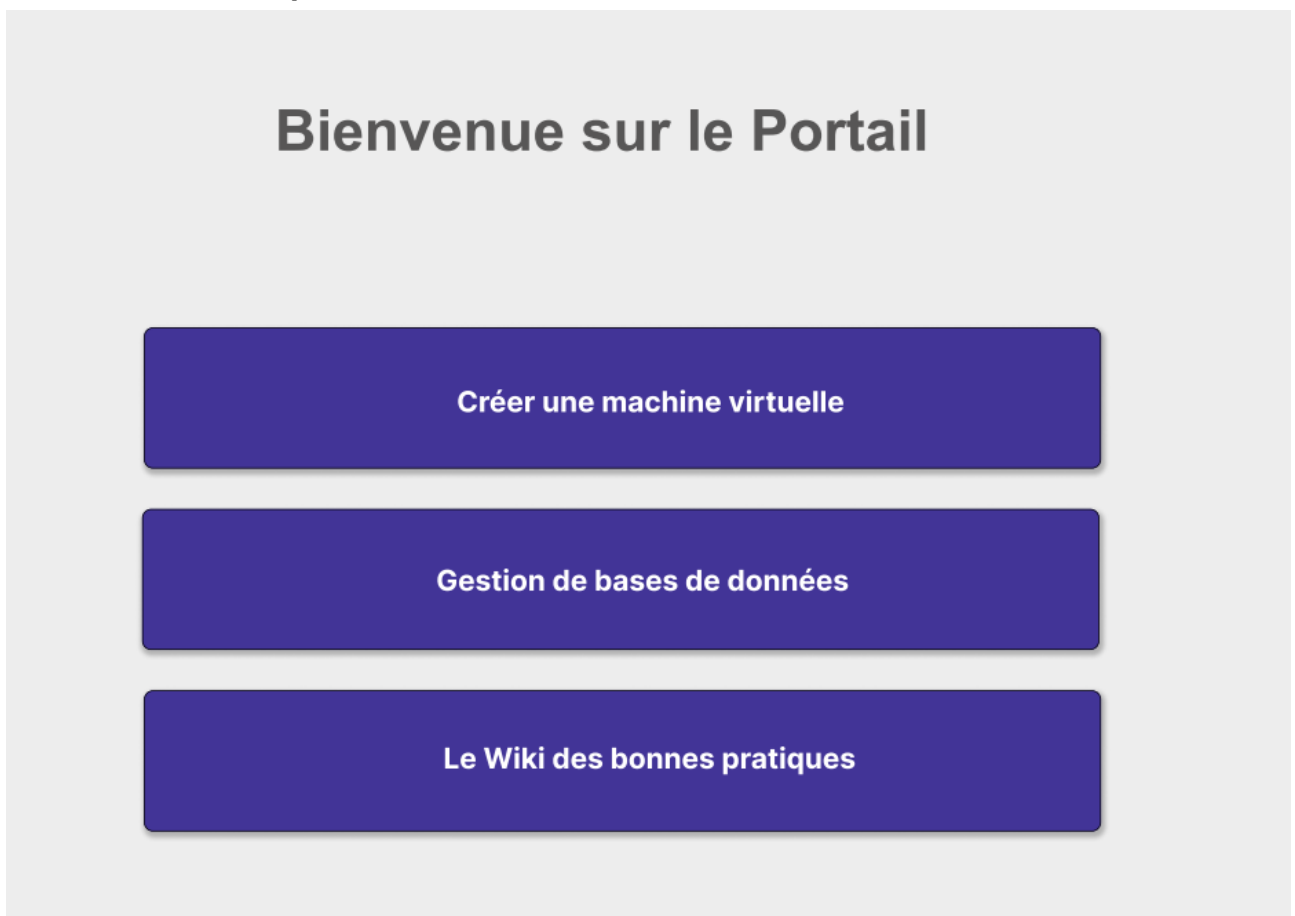 Bienvenue sur le Portail
Créer une machine virtuelle
Gestion de bases de données
Le Wiki des bonnes pratiques